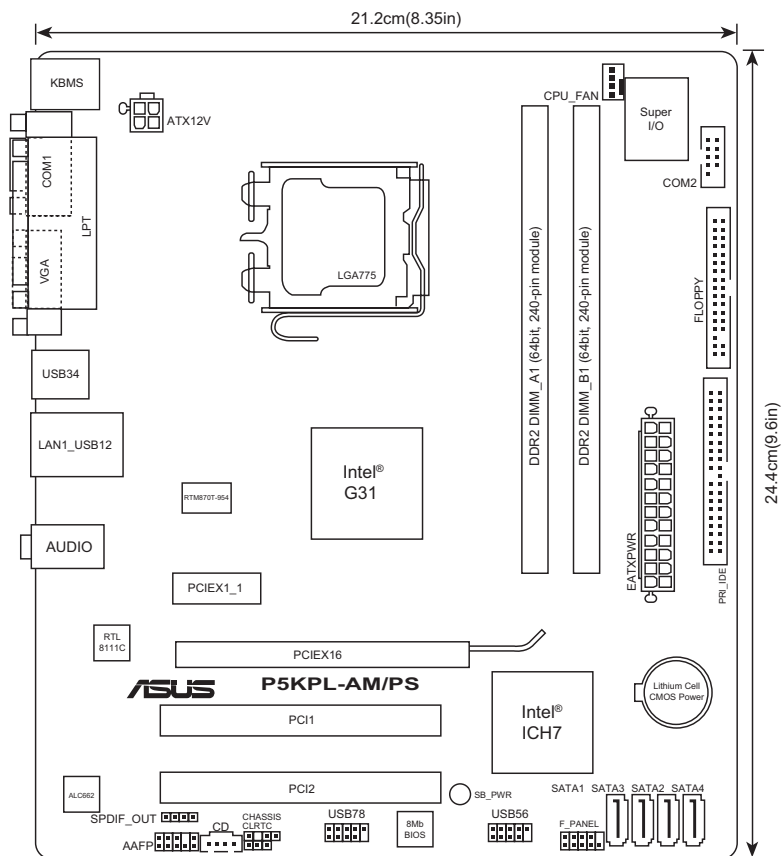 21.2cm(8.35in)
KBMS
ATX12V
CPU_FAN
Super
I/O
COM2
COM1
LPT
VGA
LGA775
DDR2 DIMM_A1 (64bit, 240-pin module)
DDR2 DIMM_B1 (64bit, 240-pin module)
FLOPPY
24.4cm(9.6in)
USB34
LAN1_USB12
Intel®
G31
RTM870T-954
EATXPWR
PRI_IDE
AUDIO
PCIEX1_1
RTL
8111C
PCIEX16
ASUS P5KPL-AM/PS
Intel®
ICH7
Lithium Cell
CMOS Power
PCI1
PCI2
ALC662
SB_PWR
SATA1 SATA3 SATA2 SATA4
SPDIF_OUT
AAFP
CD
CHASSIS
CLRTC
USB78
8Mb
BIOS
USB56
F_PANEL